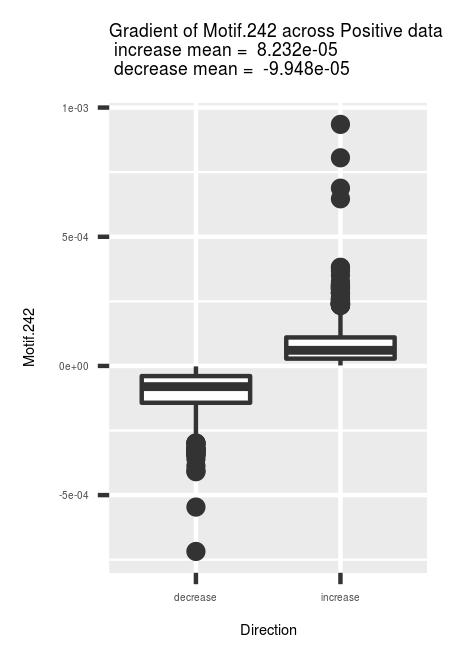 Gradient of Motif.242 across Positive data
increase mean =  8.232e-05
decrease mean =  -9.948e-05
1e-03
5e-04
0e+00
-5e-04
Motif.242
decrease
increase
Direction